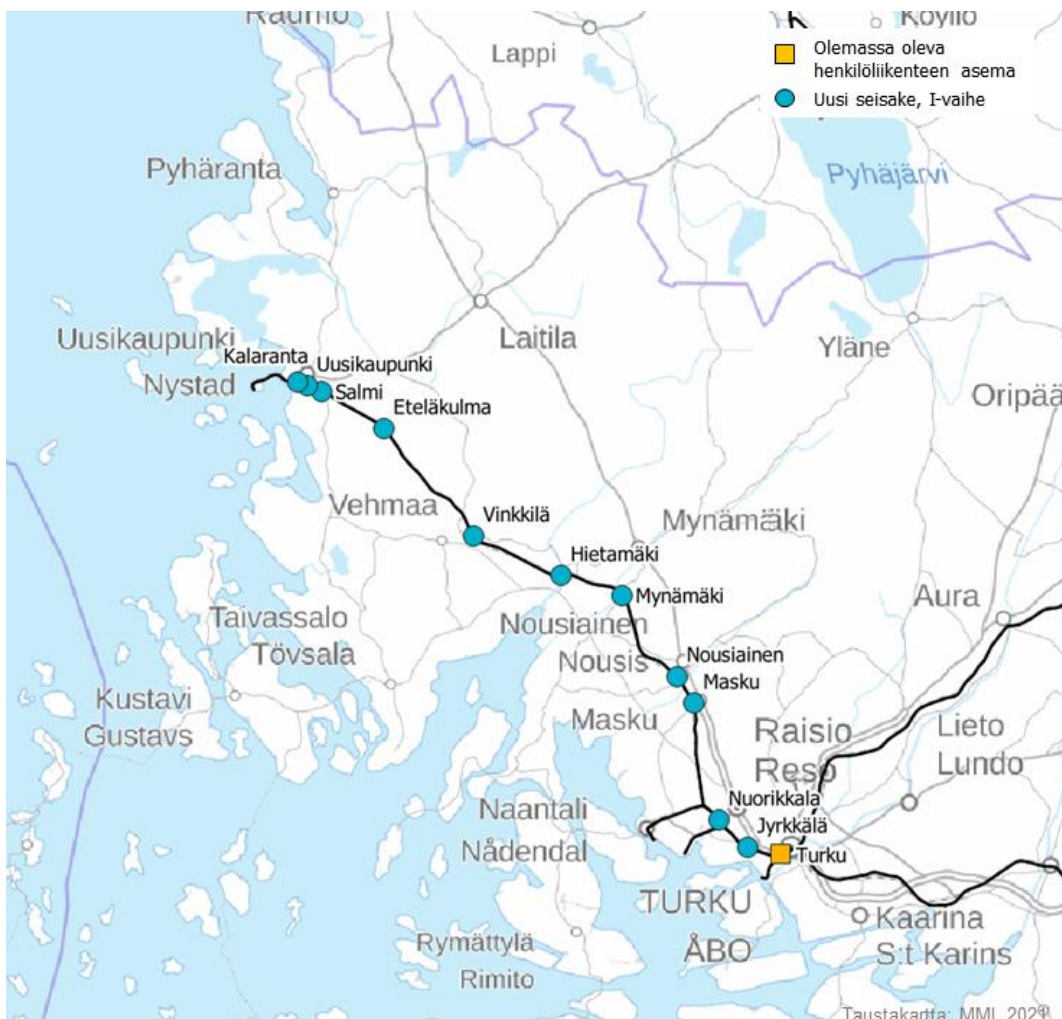 Raumo
Lappi
Köyliö
Olemassa oleva
henkilöliikenteen asema
Uusi seisake, I-vaihe
Pyhäranta
Pyhäjärvi
Uusikaupunki
Nystad
Kalaranta
Uusikaupunki
Salmi
Laitila
Yläne
Oripää
Eteläkulma
Vehmaa
Vinkkilä
Mynämäki
Hietamäki
Mynämäki
Aura
Taivassalo
Tövsala
Nousiainen
Nousis
Nousiainen
Masku
Kustavi
Gustavs
Masku
Raisio
Reso
Lieto
Lundo
Naantali
Nådendal
Nuorikkala
Jyrkkälä
Turku
TURKU
ÅBO
Kaarina
S:t Karins
Rymättylä
Rimito
Taustakartta: MML 2021